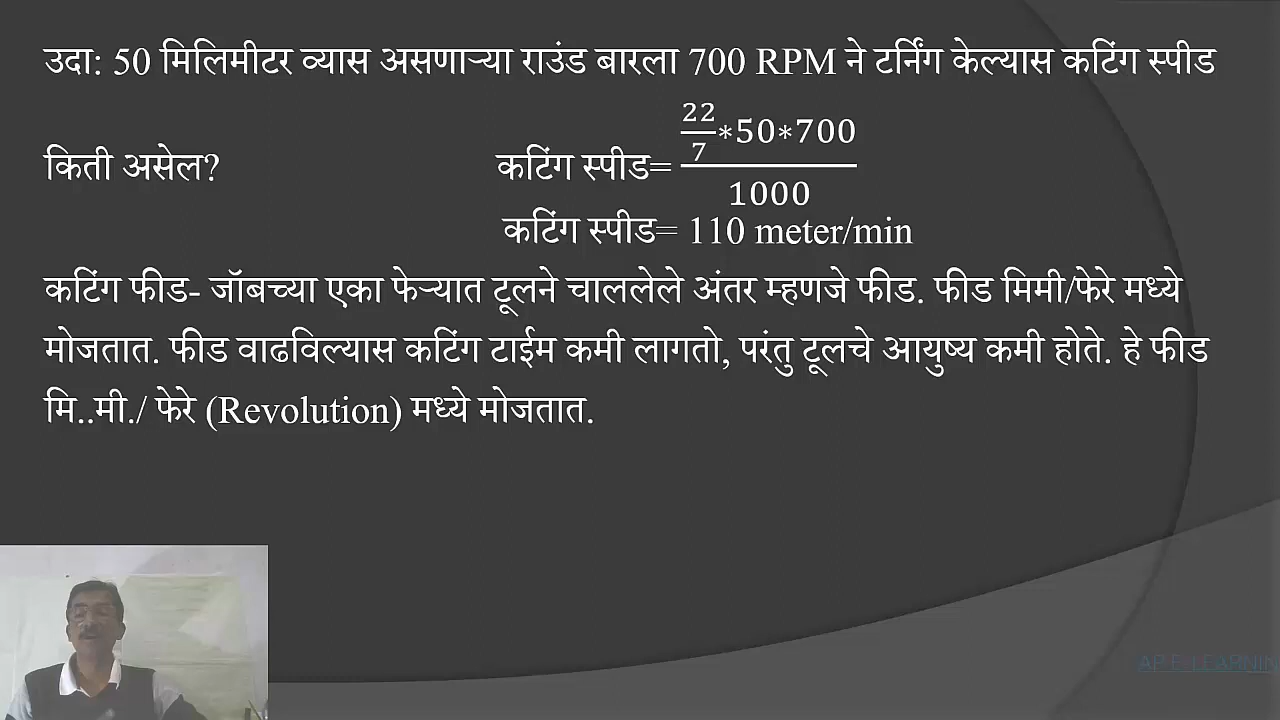 उदा: 50 मिलिमीटर व्यास असणाऱ्या राउंड बारला 700 RPM ने टर्निंग केल्यास कटिंग स्पीड
किती असेल? कटिंग स्पीड= \frac{\frac{22}{7}*50*700}{1000}
कटिंग स्पीड= 110 meter/min
कटिंग फीड- जॉबच्या एका फेऱ्यात टूलने चाललेले अंतर म्हणजे फीड. फीड मिमी/फेरे मध्ये
मोजतात. फीड वाढविल्यास कटिंग टाईम कमी लागतो, परंतु टूलचे आयुष्य कमी होते. हे फीड
मि..मी./ फेरे (Revolution) मध्ये मोजतात.